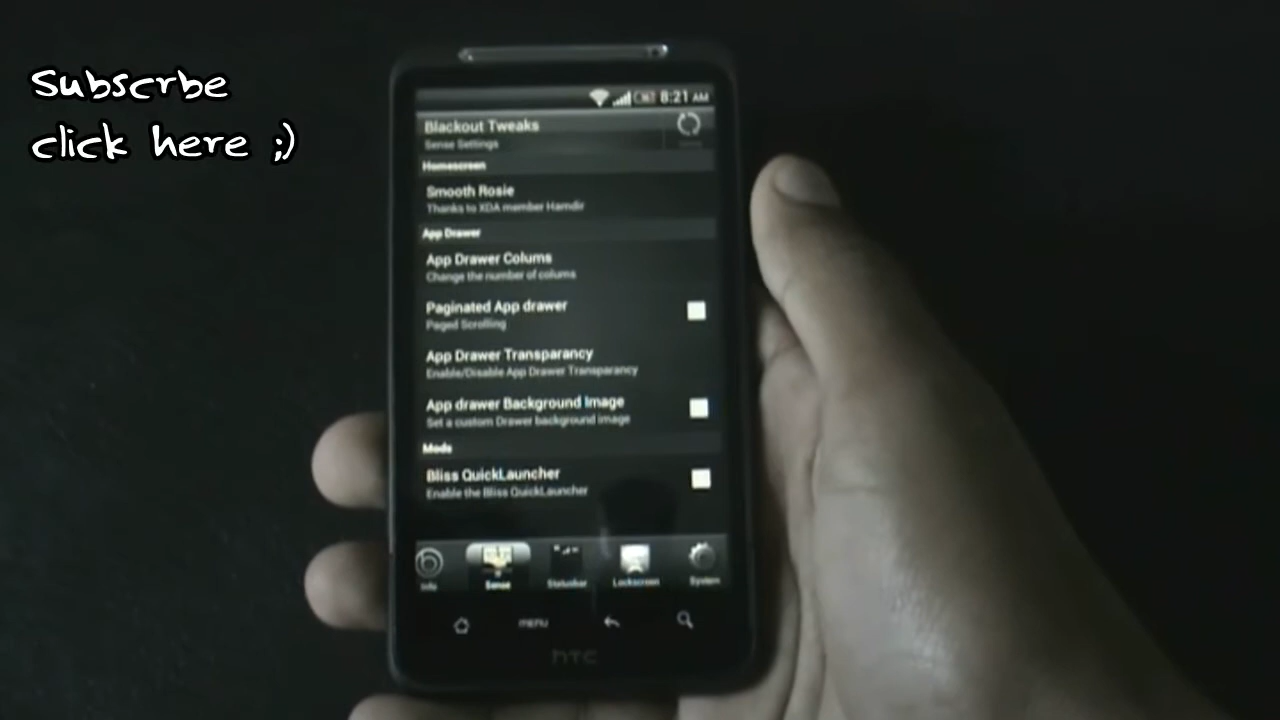 Subscrbe
click here ;)
8:21 AM
Blackout Tweaks
Sense Settings
Homescreen
Smooth Rosie
Thanks to XDA member Hamdir
App Drawer
App Drawer Colums
Change the number of colums
Paginated App drawer
Paged Scrolling
App Drawer Transparancy
Enable/Disable App Drawer Transparancy
App drawer Background Image
Set a custom Drawer background image
Mods
Bliss QuickLauncher
Enable the Bliss QuickLauncher
Info Sense Statusbar Lockscreen System
MENU
hTC